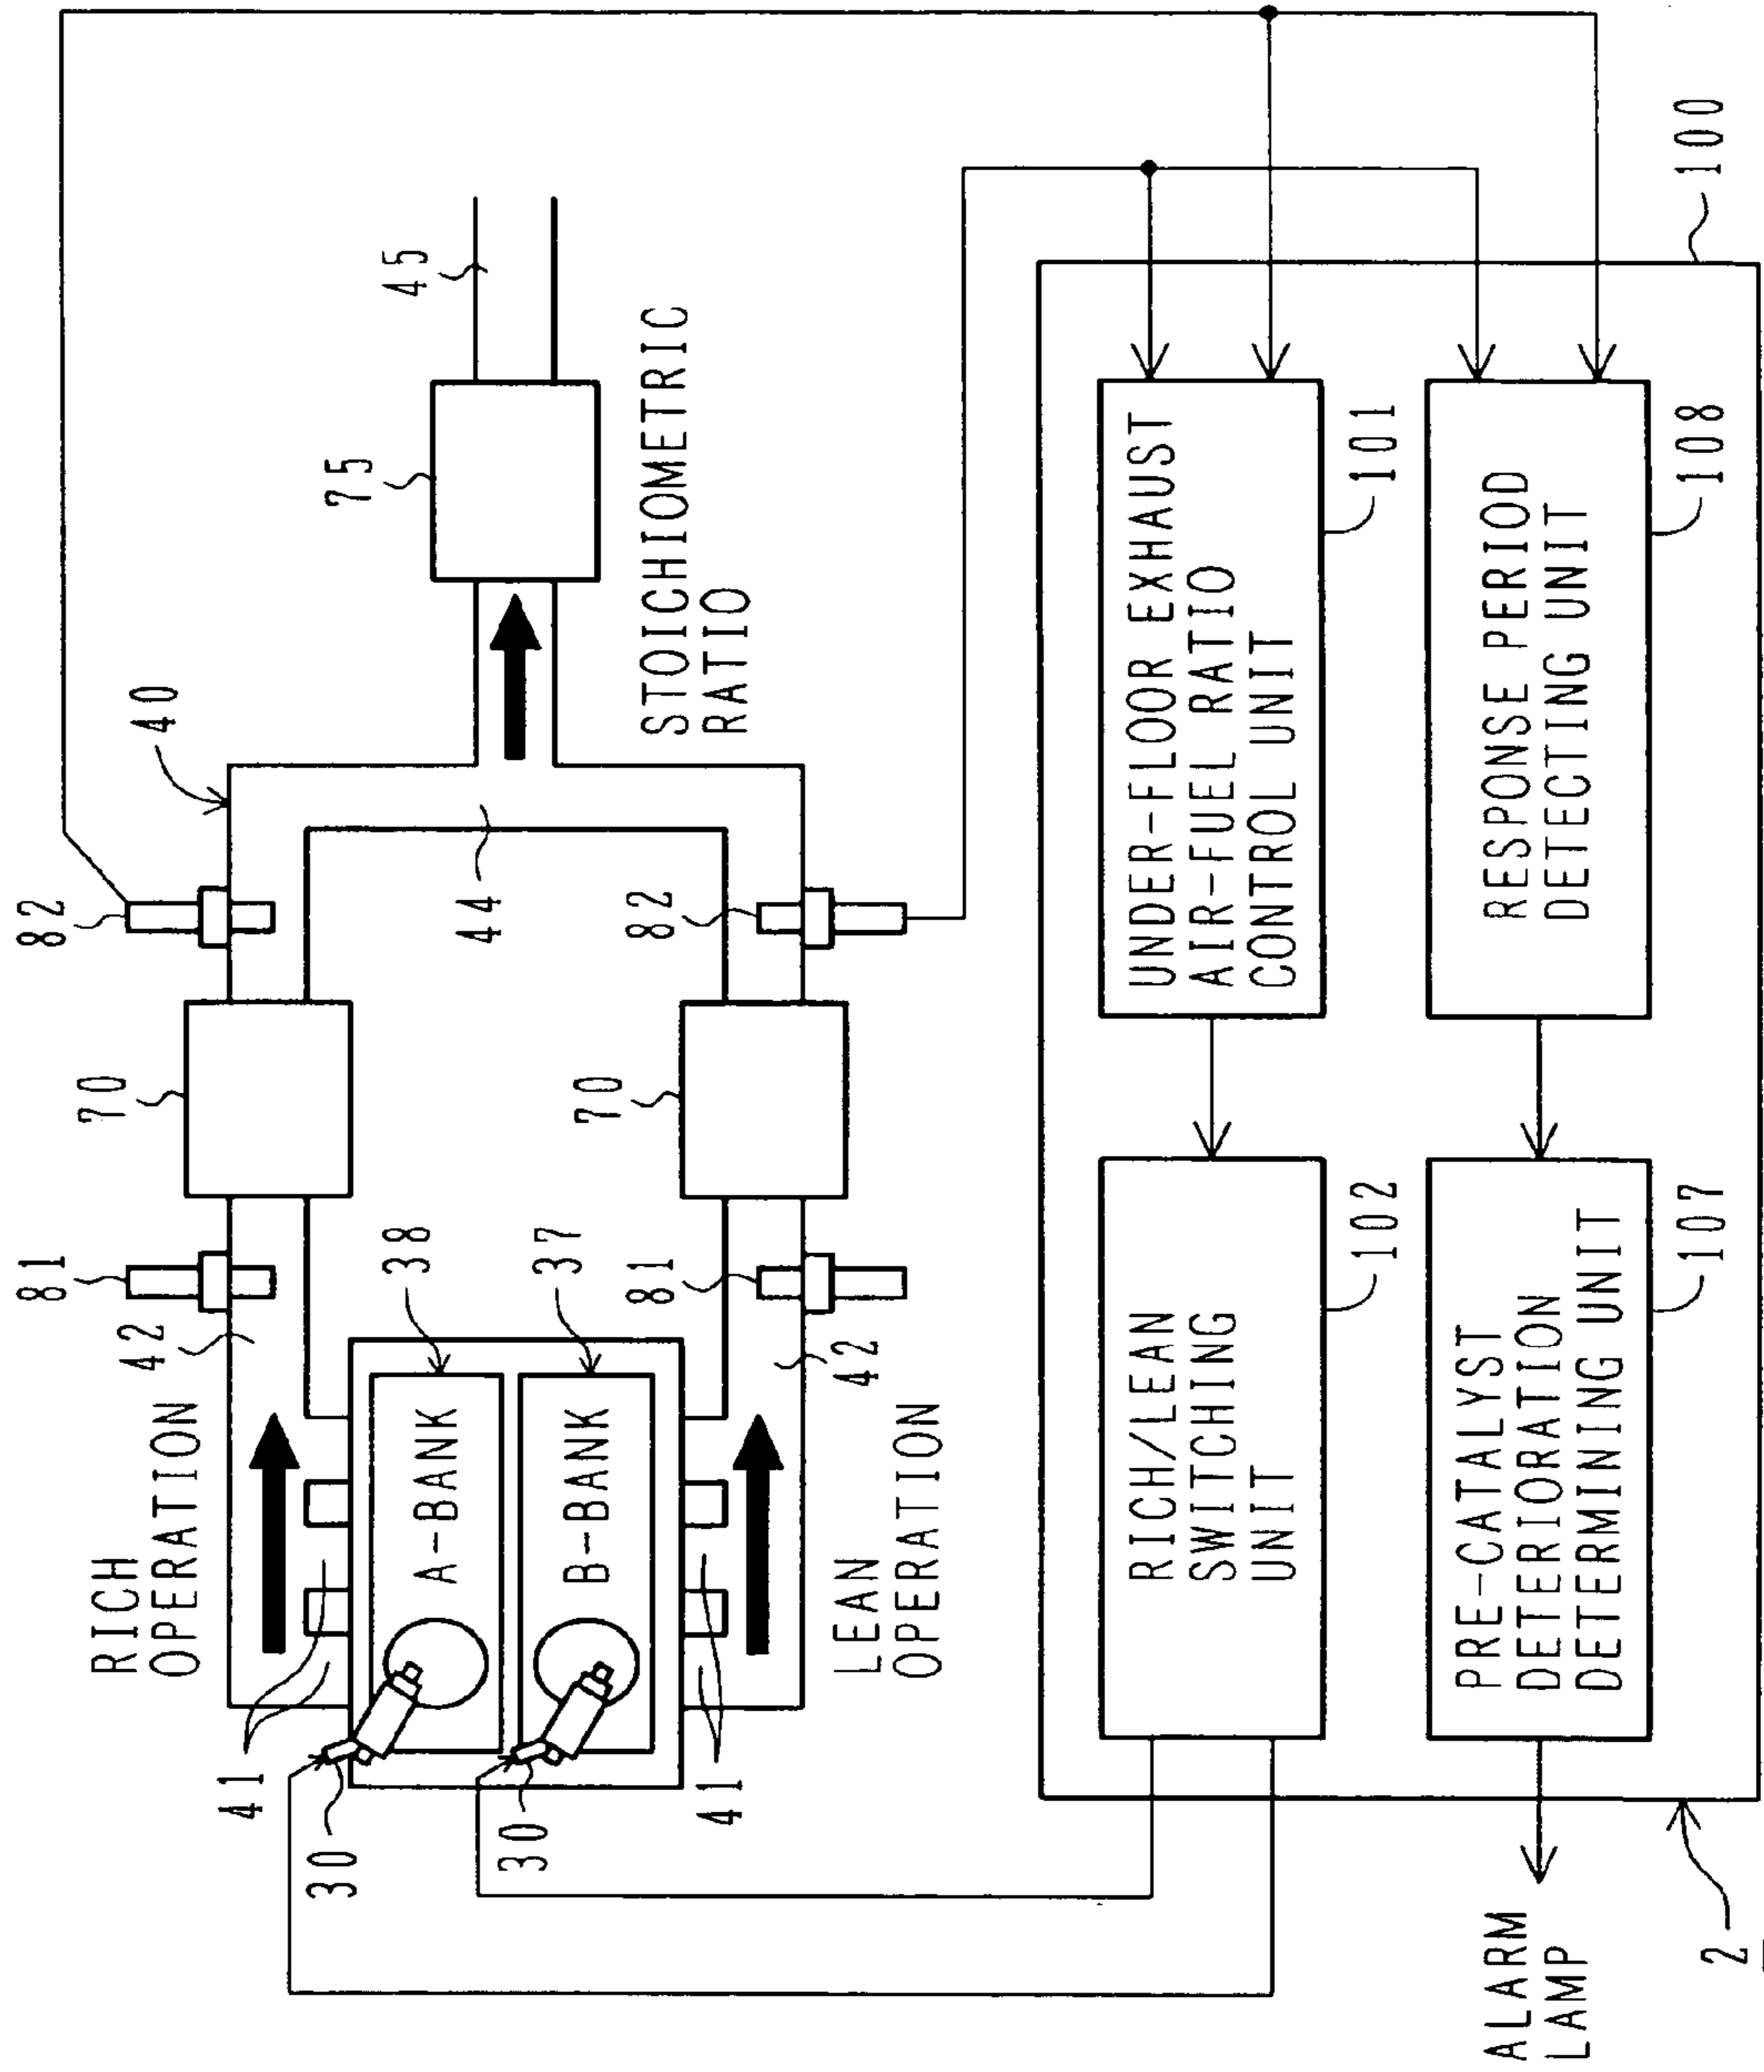 RICH
OPERATION
42
81
70
82
40
41
30
A-BANK
38
B-BANK
37
30
41
LEAN
OPERATION
42
81
70
82
44
STOICHIOMETRIC
RATIO
75
45
100
UNDER-FLOOR EXHAUST
AIR-FUEL RATIO
CONTROL UNIT
101
RICH/LEAN
SWITCHING
UNIT
102
RESPONSE PERIOD
DETECTING UNIT
108
PRE-CATALYST
DETERIORATION
DETERMINING UNIT
107
ALARM
LAMP
2